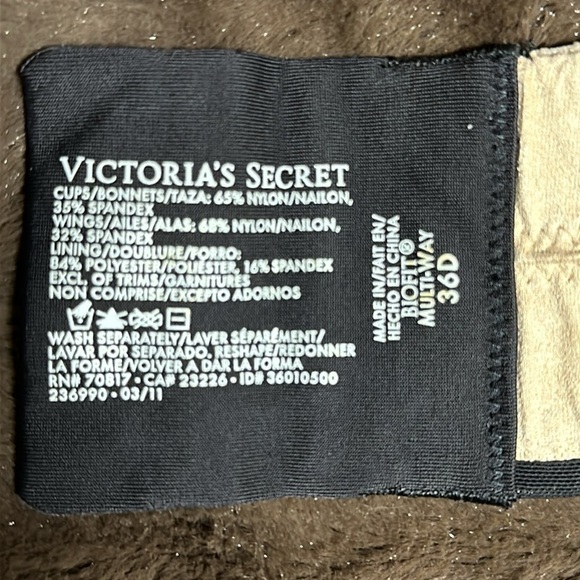 VICTORIA'S SECRET
CUPS/BONNETS/TAZA: 65% NYLON/NAILON,
35% SPANDEX
WINGS/AILES/ALAS: 68% NYLON/NAILON,
32% SPANDEX
LINING/DOUBLURE/FORRO:
84% POLYESTER/POLIÉSTER, 16% SPANDEX
EXCL. OF TRIMS/GARNITURES
NON COMPRISE/EXCEPTO ADORNOS
WASH SEPARATELY/LAVER SÉPARÉMENT/
LAVAR POR SEPARADO. RESHAPE/REDONNER
LA FORME/VOLVER A DAR LA FORMA
RN# 70817 • CA# 23226 • ID# 36010500
236990 • 03/11
MADE IN/FAIT EN/
HECHO EN: CHINA
BIOFIT®
MULTI-WAY
36D